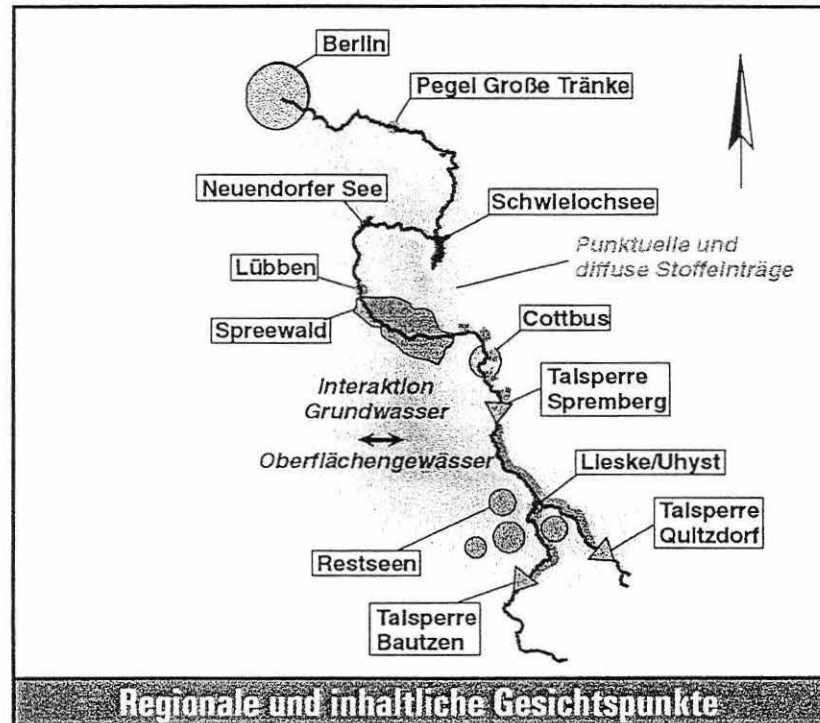 Berlin
Pegel Große Tränke
Neuendorfer See
Schwielochsee
Punktuelle und
diffuse Stoffeinträge
Lübben
Spreewald
Cottbus
Interaktion
Grundwasser
Oberflächengewässer
Talsperre
Spremberg
Lieske/Uhyst
Restseen
Talsperre
Quitzdorf
Talsperre
Bautzen
Regionale und inhaltliche Gesichtspunkte